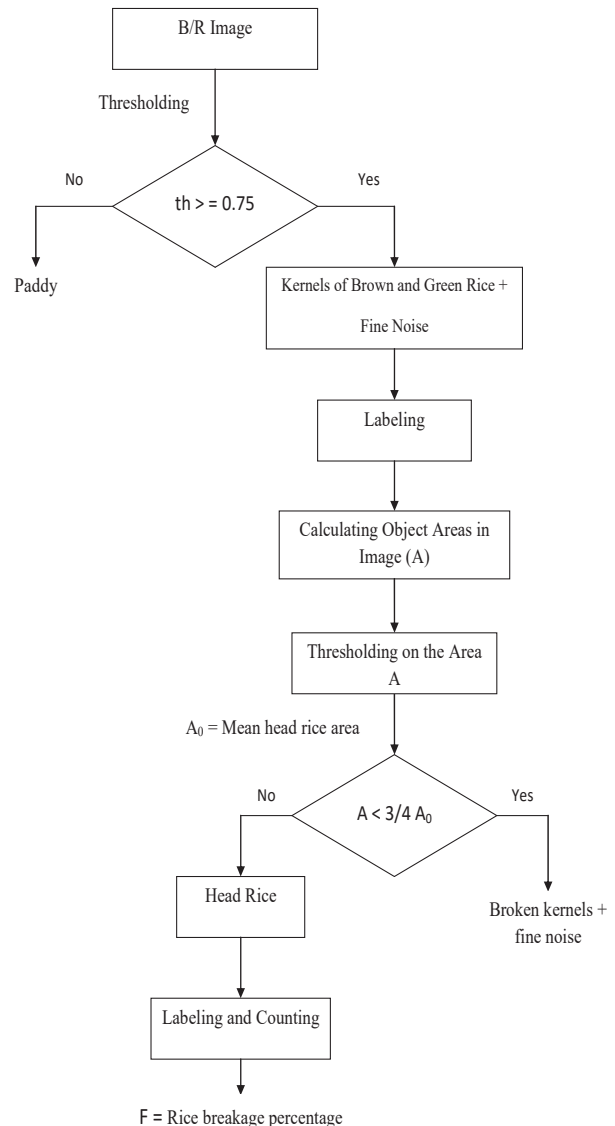 B/R Image
Thresholding
No
Yes
th > = 0.75
Paddy
Kernels of Brown and Green Rice +
Fine Noise
Labeling
Calculating Object Areas in
Image (A)
Thresholding on the Area
A
A₀ = Mean head rice area
No
Yes
A < 3/4 A₀
Head Rice
Broken kernels +
fine noise
Labeling and Counting
F = Rice breakage percentage